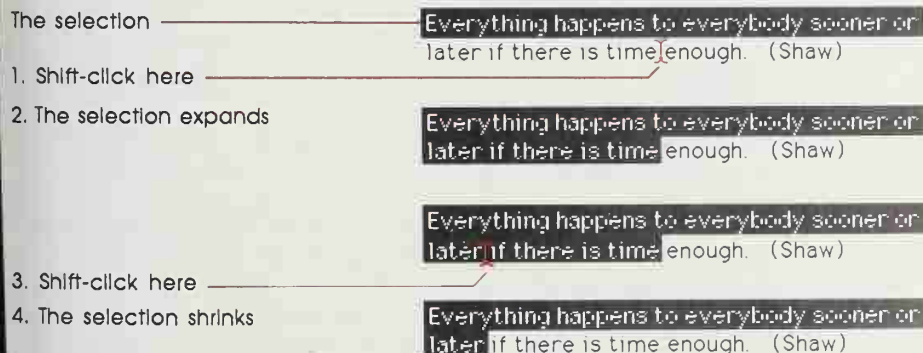 The selection
Everything happens to everybody sooner or
later if there is time enough. (Shaw)
1. Shift-click here
2. The selection expands
Everything happens to everybody sooner or
later if there is time enough. (Shaw)
Everything happens to everybody sooner or
later if there is time enough. (Shaw)
3. Shift-click here
4. The selection shrinks
Everything happens to everybody sooner or
later if there is time enough. (Shaw)